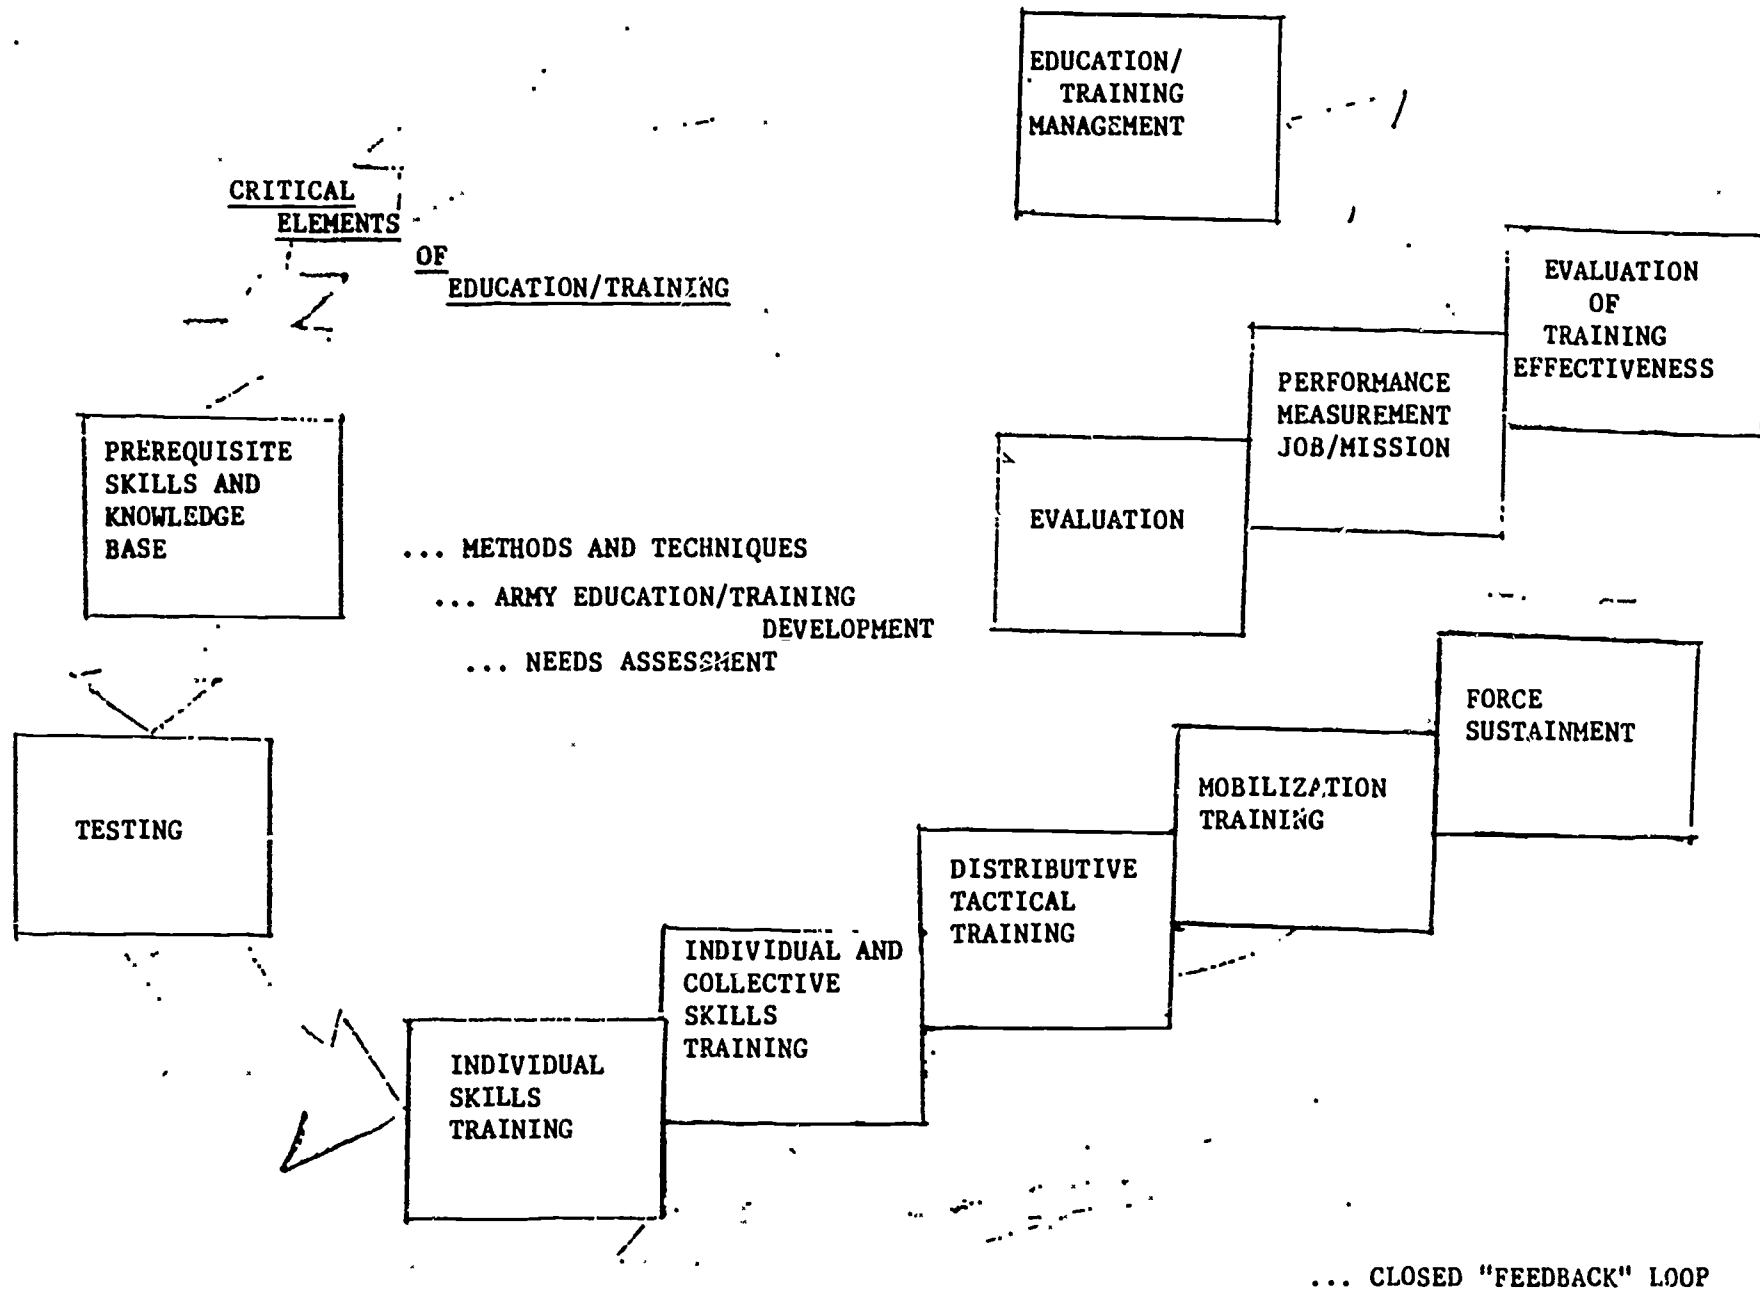 EDUCATION/
TRAINING
MANAGEMENT
CRITICAL
ELEMENTS
OF
EDUCATION/TRAINING
EVALUATION
OF
TRAINING
EFFECTIVENESS
PERFORMANCE
MEASUREMENT
JOB/MISSION
EVALUATION
PREREQUISITE
SKILLS AND
KNOWLEDGE
BASE
... METHODS AND TECHNIQUES
... ARMY EDUCATION/TRAINING
DEVELOPMENT
... NEEDS ASSESSMENT
TESTING
FORCE
SUSTAINMENT
MOBILIZATION
TRAINING
DISTRIBUTIVE
TACTICAL
TRAINING
INDIVIDUAL AND
COLLECTIVE
SKILLS
TRAINING
INDIVIDUAL
SKILLS
TRAINING
... CLOSED "FEEDBACK" LOOP